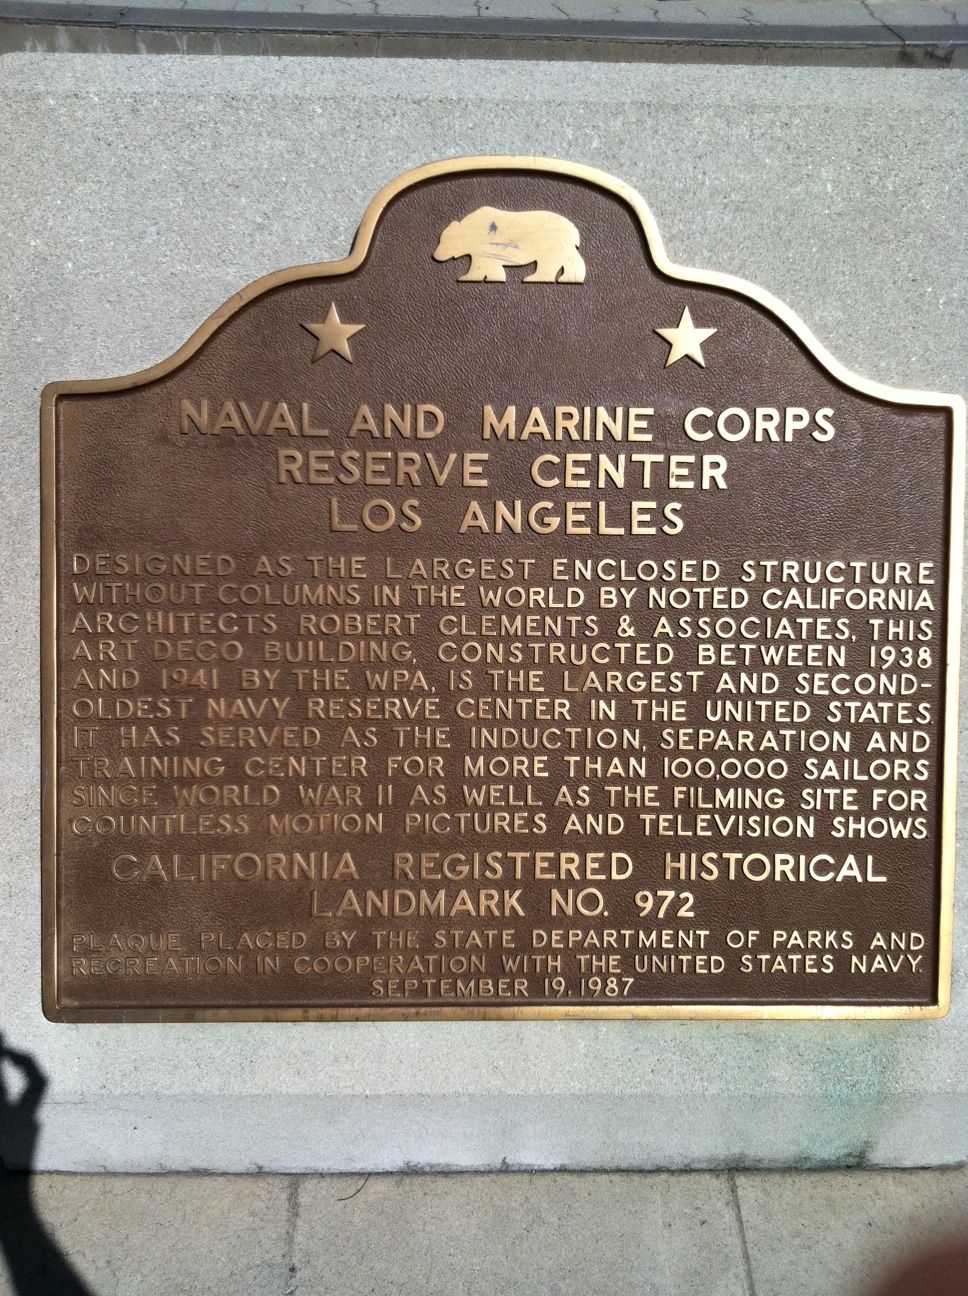 NAVAL AND MARINE CORPS
RESERVE CENTER
LOS ANGELES
DESIGNED AS THE LARGEST ENCLOSED STRUCTURE
WITHOUT COLUMNS IN THE WORLD BY NOTED CALIFORNIA
ARCHITECTS ROBERT CLEMENTS & ASSOCIATES, THIS
ART DECO BUILDING, CONSTRUCTED BETWEEN 1938
AND 1941 BY THE WPA, IS THE LARGEST AND SECOND-
OLDEST NAVY RESERVE CENTER IN THE UNITED STATES
IT HAS SERVED AS THE INDUCTION, SEPARATION AND
TRAINING CENTER FOR MORE THAN 100,000 SAILORS
SINCE WORLD WAR II AS WELL AS THE FILMING SITE FOR
COUNTLESS MOTION PICTURES AND TELEVISION SHOWS
CALIFORNIA REGISTERED HISTORICAL
LANDMARK NO. 972
PLAQUE PLACED BY THE STATE DEPARTMENT OF PARKS AND
RECREATION IN COOPERATION WITH THE UNITED STATES NAVY.
SEPTEMBER 19, 1987